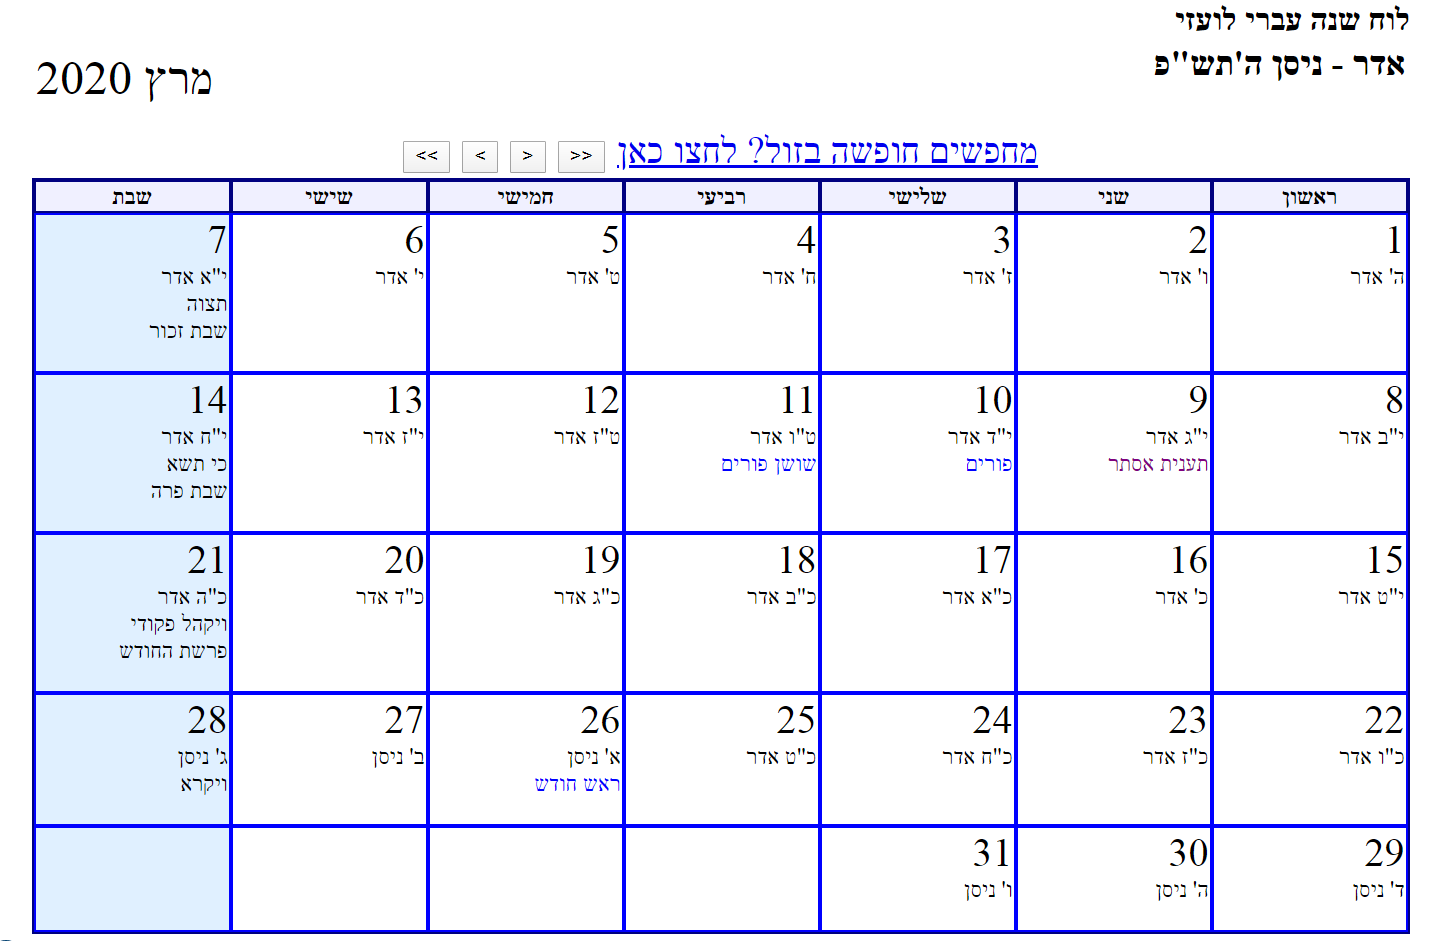 לוח שנה עברי לועזי
אדר - ניסן ה'תש"פ
מרץ 2020
מחפשים חופשה בזול? לחצו כאן >> > < <<
ראשון שני שלישי רביעי חמישי שישי שבת
1 2 3 4 5 6 7
ה' אדר ו' אדר ז' אדר ח' אדר ט' אדר י' אדר י"א אדר
תצוה
שבת זכור
8 9 10 11 12 13 14
י"ב אדר י"ג אדר י"ד אדר ט"ו אדר ט"ז אדר י"ז אדר י"ח אדר
תענית אסתר פורים שושן פורים כי תשא
שבת פרה
15 16 17 18 19 20 21
י"ט אדר כ' אדר כ"א אדר כ"ב אדר כ"ג אדר כ"ד אדר כ"ה אדר
ויקהל פקודי
פרשת החודש
22 23 24 25 26 27 28
כ"ו אדר כ"ז אדר כ"ח אדר כ"ט אדר א' ניסן ב' ניסן ג' ניסן
ראש חודש ויקרא
29 30 31
ד' ניסן ה' ניסן ו' ניסן